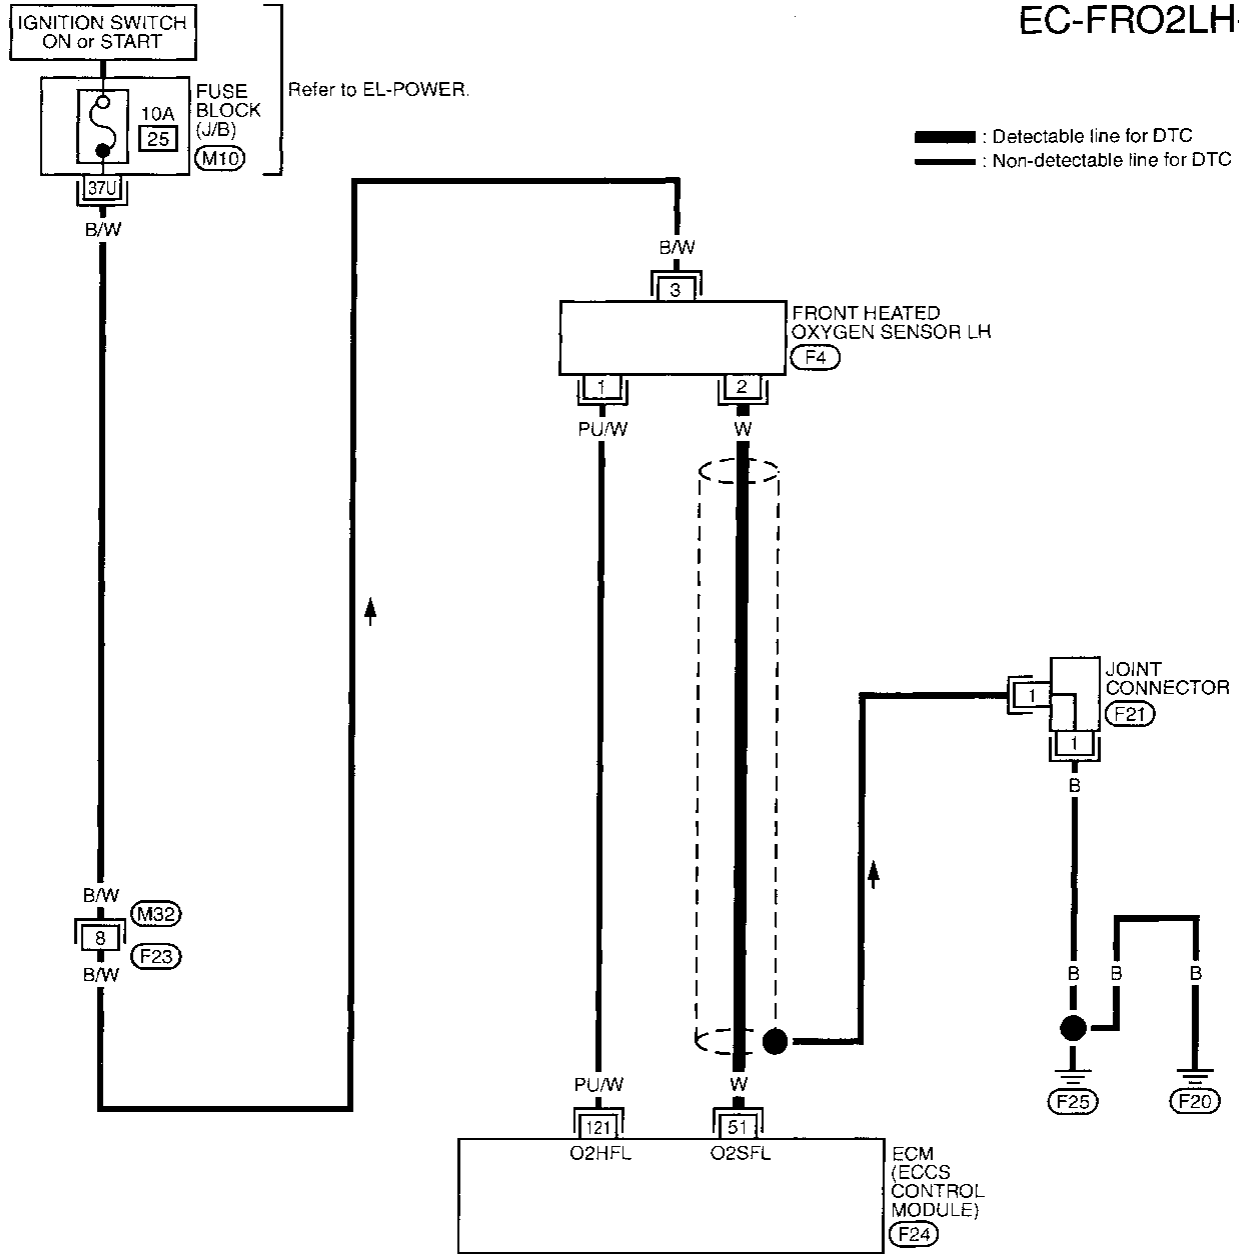 EC-FRO2LH-
IGNITION SWITCH
ON or START
FUSE
BLOCK
(J/B)
M10
10A
25
Refer to EL-POWER.
: Detectable line for DTC
: Non-detectable line for DTC
37U
B/W
B/W
3
FRONT HEATED
OXYGEN SENSOR LH
F4
1
2
PU/W
W
JOINT
CONNECTOR
F21
1
1
B
B/W
M32
8
F23
B/W
B
B
B
F25
F20
PU/W
W
121
51
O2HFL
O2SFL
ECM
(ECCS
CONTROL
MODULE)
F24